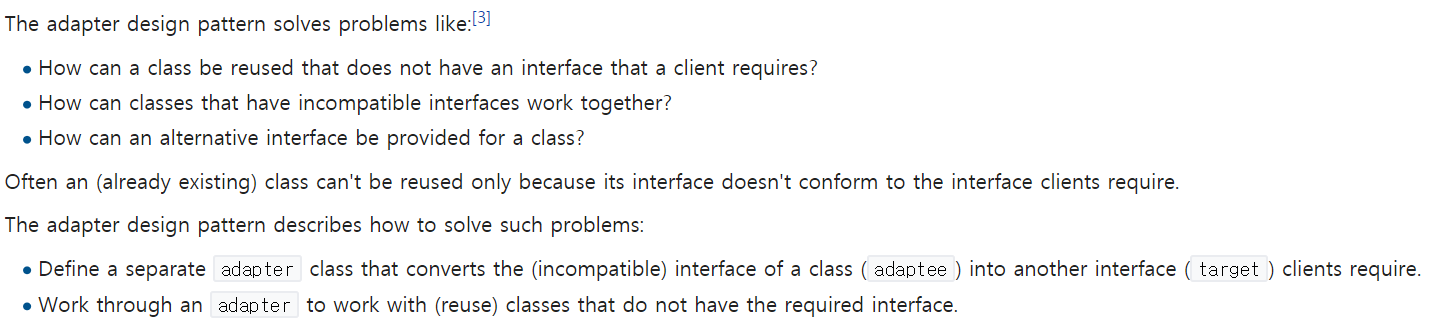 The adapter design pattern solves problems like:[3]
• How can a class be reused that does not have an interface that a client requires?
• How can classes that have incompatible interfaces work together?
• How can an alternative interface be provided for a class?
Often an (already existing) class can't be reused only because its interface doesn't conform to the interface clients require.
The adapter design pattern describes how to solve such problems:
• Define a separate adapter class that converts the (incompatible) interface of a class (adaptee) into another interface (target) clients require.
• Work through an adapter to work with (reuse) classes that do not have the required interface.